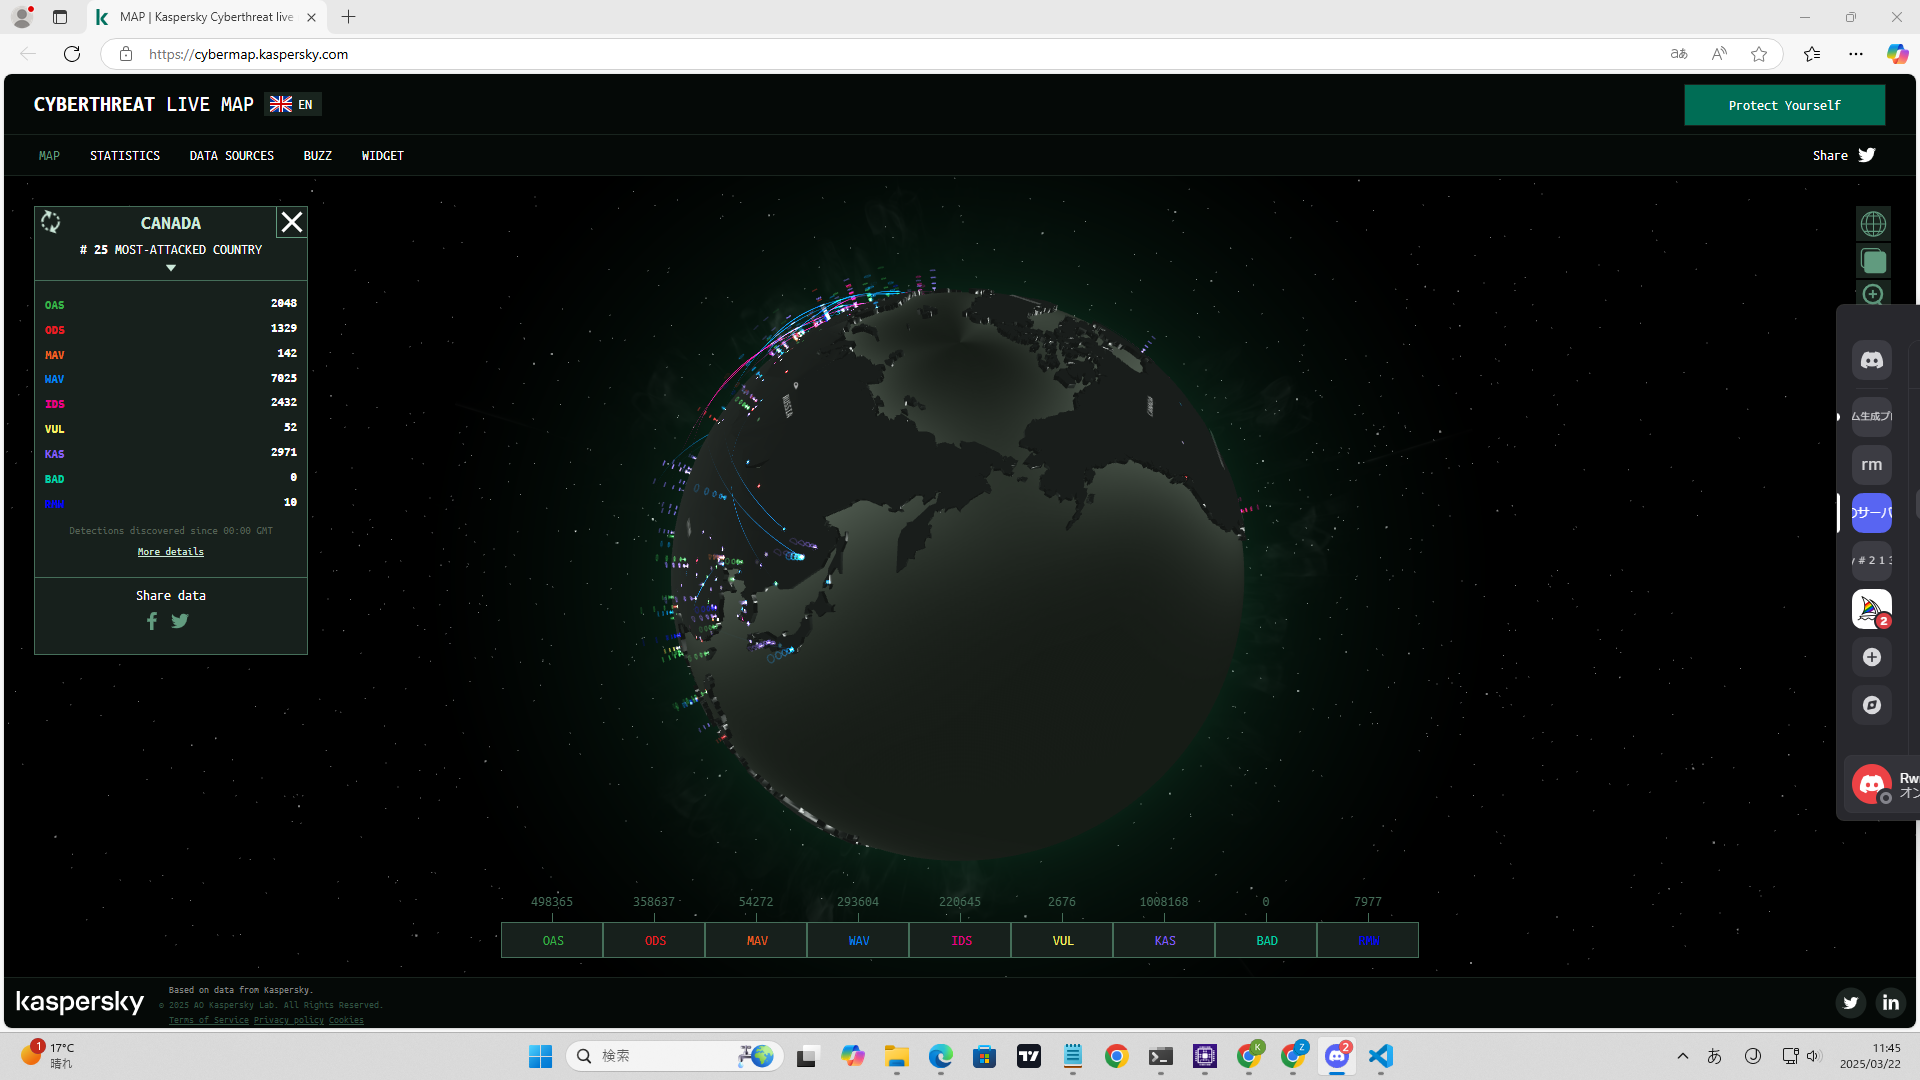 MAP | Kaspersky Cyberthreat live
https://cybermap.kaspersky.com
CYBERTHREAT LIVE MAP
EN
Protect Yourself
MAP
STATISTICS
DATA SOURCES
BUZZ
WIDGET
Share
CANADA
# 25 MOST-ATTACKED COUNTRY
OAS 2048
ODS 1329
MAV 142
WAV 7025
IDS 2432
VUL 52
KAS 2971
BAD 0
RMW 10
Detections discovered since 00:00 GMT
More details
Share data
RUSSIA
CANADA
ム生成プ
rm
サーバ
y # 2 1 3
2
Rw
オン
498365
358637
54272
293604
220645
2676
1008168
0
7977
OAS
ODS
MAV
WAV
IDS
VUL
KAS
BAD
RMW
kaspersky
Based on data from Kaspersky.
© 2025 AO Kaspersky Lab. All Rights Reserved.
Terms of Service Privacy policy Cookies
1
17°C
晴れ
検索
K
Z
2
あ
11:45
2025/03/22